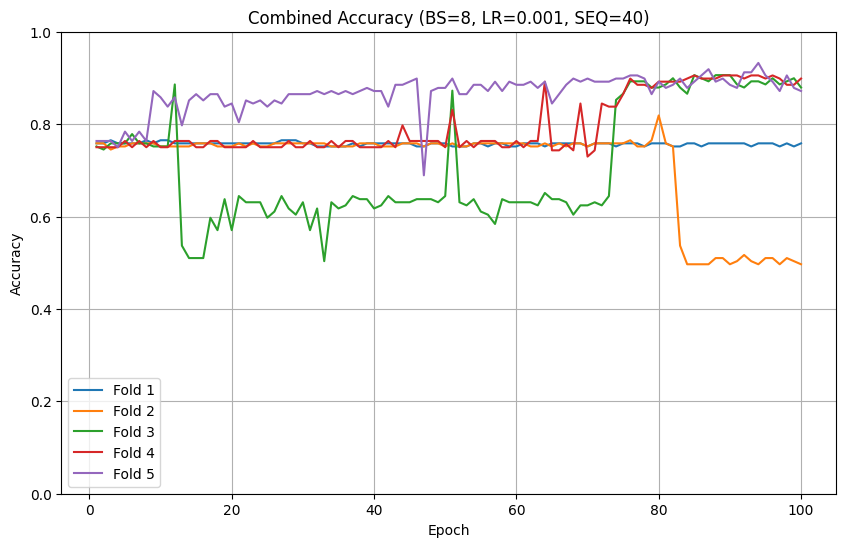 Combined Accuracy (BS=8, LR=0.001, SEQ=40)
1.0
0.8
0.6
0.4
0.2
0.0
Accuracy
Fold 1
Fold 2
Fold 3
Fold 4
Fold 5
0 20 40 60 80 100
Epoch